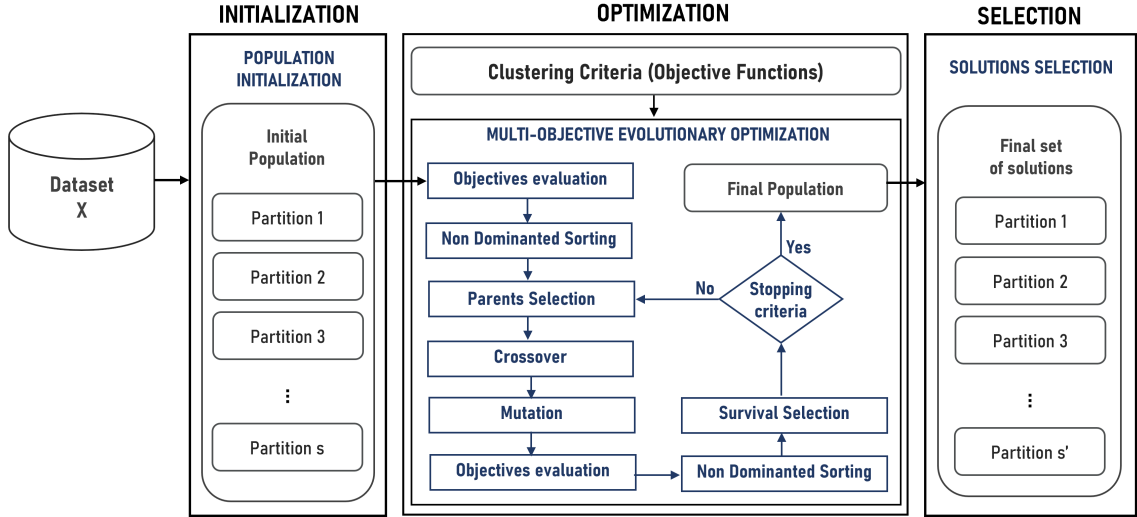 INITIALIZATION
OPTIMIZATION
SELECTION
Dataset
X
POPULATION
INITIALIZATION
Initial
Population
Partition 1
Partition 2
Partition 3
...
Partition s
Clustering Criteria (Objective Functions)
MULTI-OBJECTIVE EVOLUTIONARY OPTIMIZATION
Objectives evaluation
Non Dominanted Sorting
Parents Selection
Crossover
Mutation
Objectives evaluation
Non Dominanted Sorting
Survival Selection
Stopping
criteria
No
Yes
Final Population
SOLUTIONS SELECTION
Final set
of solutions
Partition 1
Partition 2
Partition 3
...
Partition s'